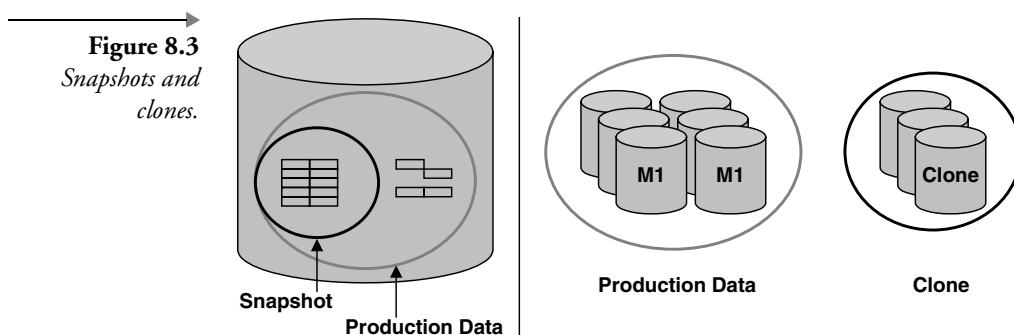 Figure 8.3
Snapshots and
clones.
Snapshot
Production Data
M1 M1
Production Data
Clone
Clone